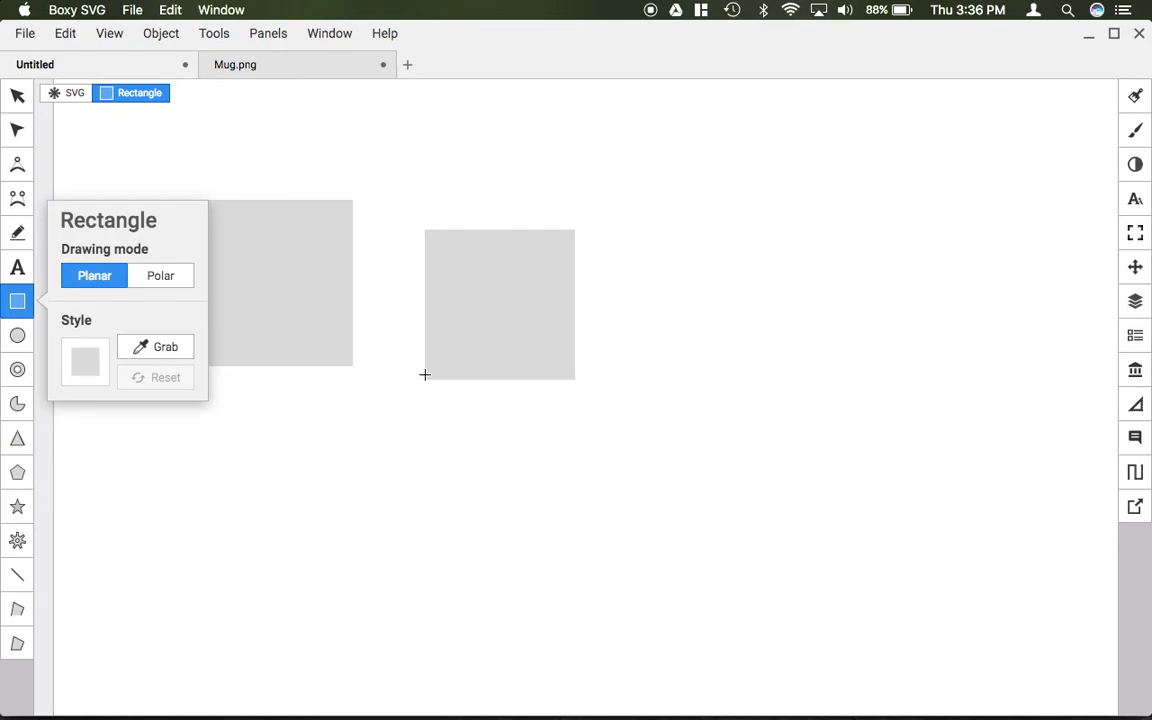 Boxy SVG File Edit Window 88% Thu 3:36 PM
File Edit View Object Tools Panels Window Help
Untitled Mug.png
SVG Rectangle
Rectangle
Drawing mode
Planar Polar
Style
Grab
Reset